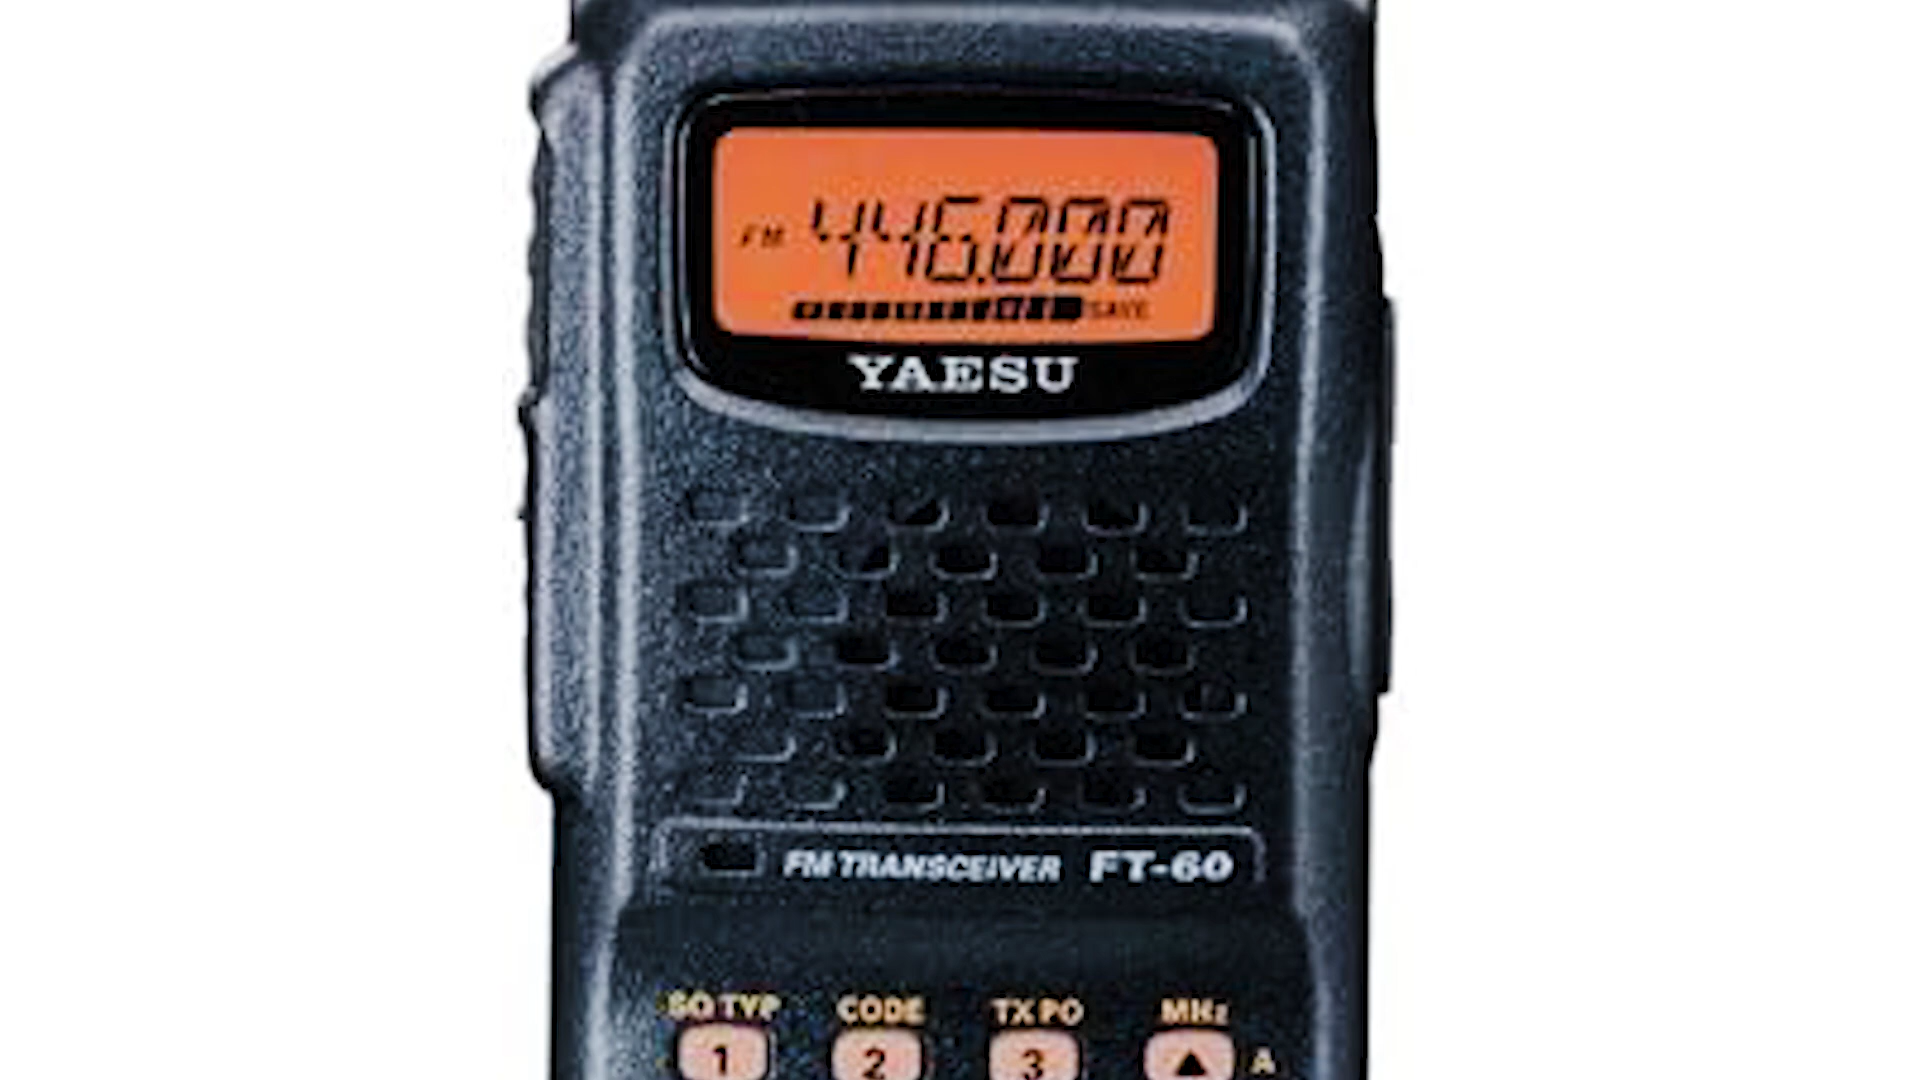 FM 446.000
SAVE
YAESU
FM TRANSCEIVER FT-60
SQ TYP CODE TX PO MHz
1 2 3 ▲ A